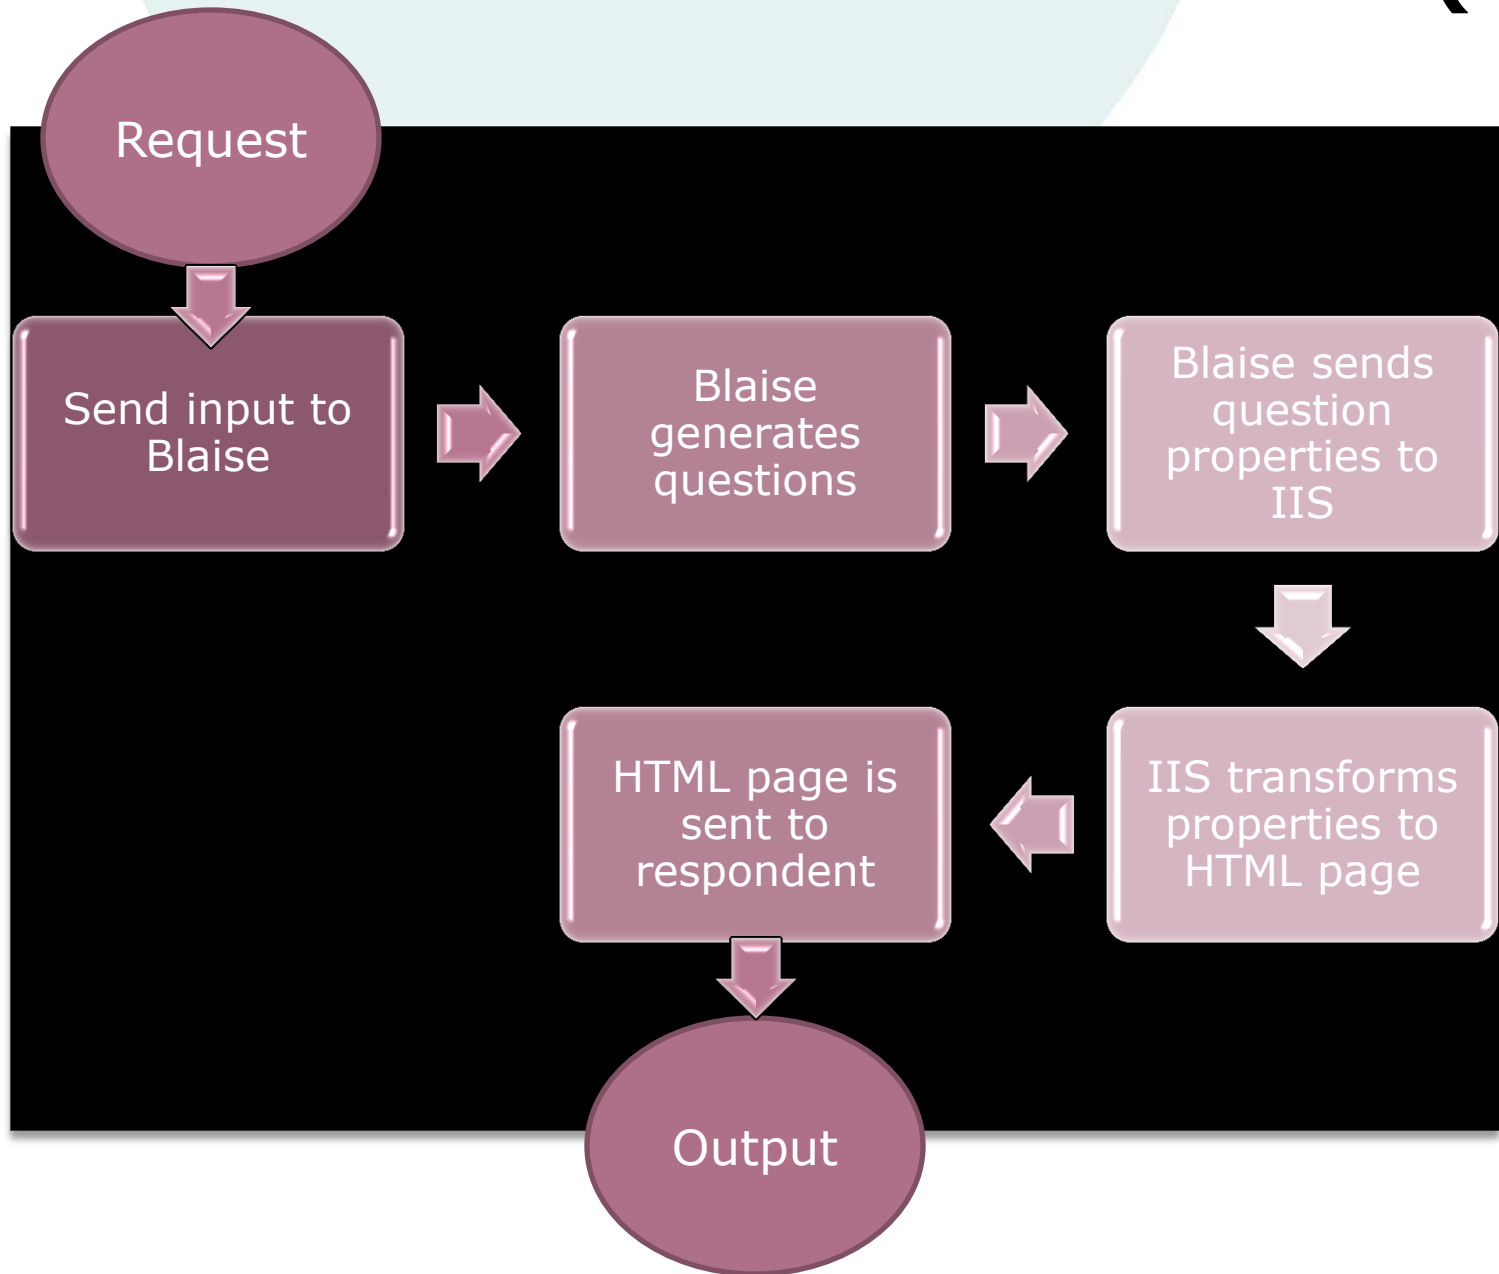 Request
Send input to
Blaise
Blaise
generates
questions
Blaise sends
question
properties to
IIS
IIS transforms
properties to
HTML page
HTML page is
sent to
respondent
Output